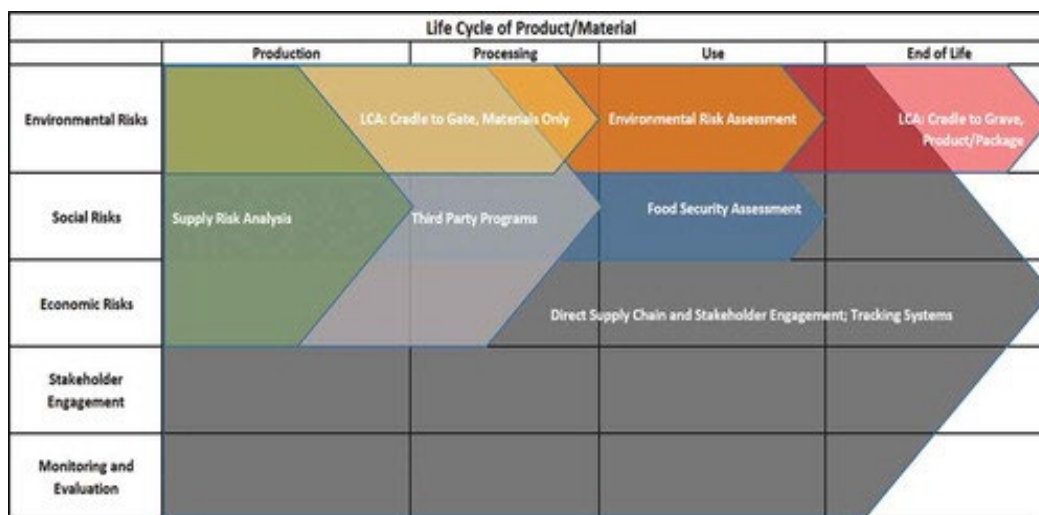 Life Cycle of Product/Material
Production
Processing
Use
End of Life
Environmental Risks
LCA: Cradle to Gate, Materials Only
Environmental Risk Assessment
LCA: Cradle to Grave,
Product/Package
Social Risks
Supply Risk Analysis
Third Party Programs
Food Security Assessment
Economic Risks
Direct Supply Chain and Stakeholder Engagement; Tracking Systems
Stakeholder
Engagement
Monitoring and
Evaluation